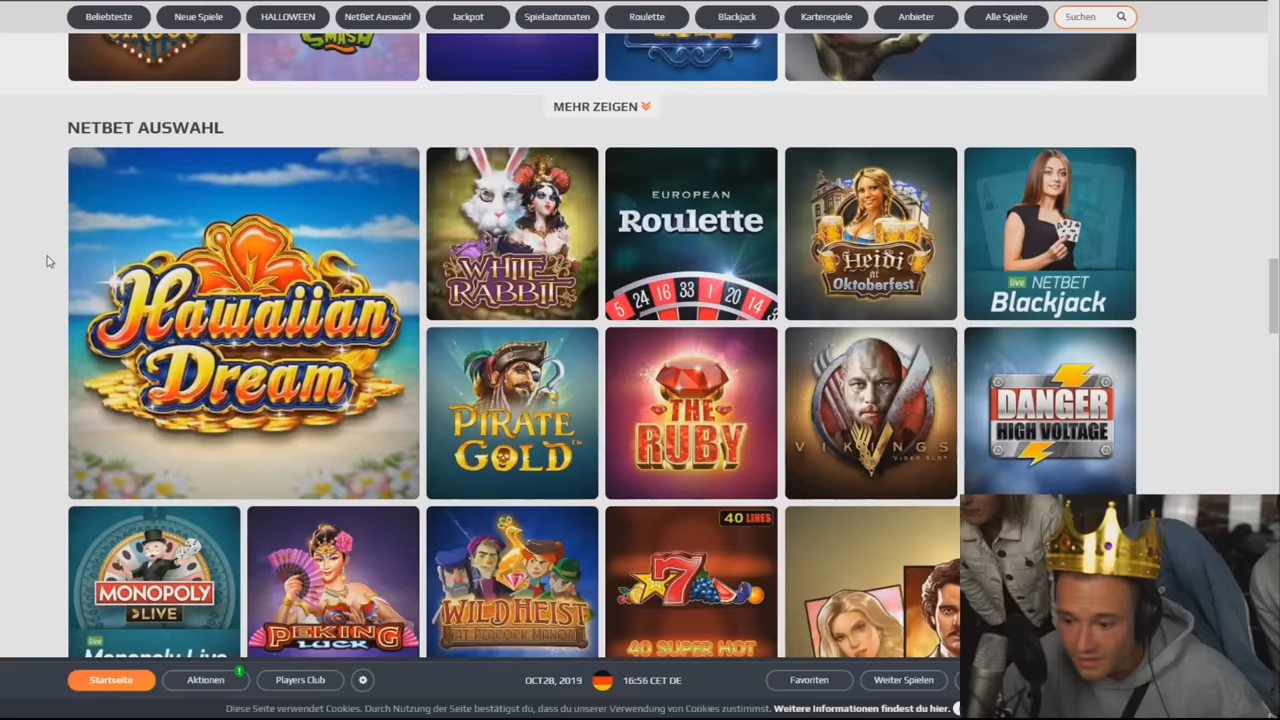 Beliebteste Neue Spiele HALLOWEEN NetBet Auswahl Jackpot Spielautomaten Roulette Blackjack Kartenspiele Anbieter Alle Spiele Suchen
SMASH
MEHR ZEIGEN
NETBET AUSWAHL
Hawaiian
Dream
WHITE
RABBIT
EUROPEAN
Roulette
5 24 16 33 1 20 14
Heidi
at
Oktoberfest
live NETBET
Blackjack
PIRATE
GOLD™
THE
RUBY
VIKINGS
VIDEO SLOT
DANGER
HIGH VOLTAGE
MONOPOLY
LIVE
live
Monopoly Live
PEKING
LUCK
WILD HEIST
AT PEACOCK MANOR
40 LINES
7
40 SUPER HOT
Startseite Aktionen 1 Players Club OCT28, 2019 16:56 CET DE Favoriten Weiter Spielen
Diese Seite verwendet Cookies. Durch Nutzung der Seite bestätigst du, dass du unserer Verwendung von Cookies zustimmst. Weitere Informationen findest du hier.